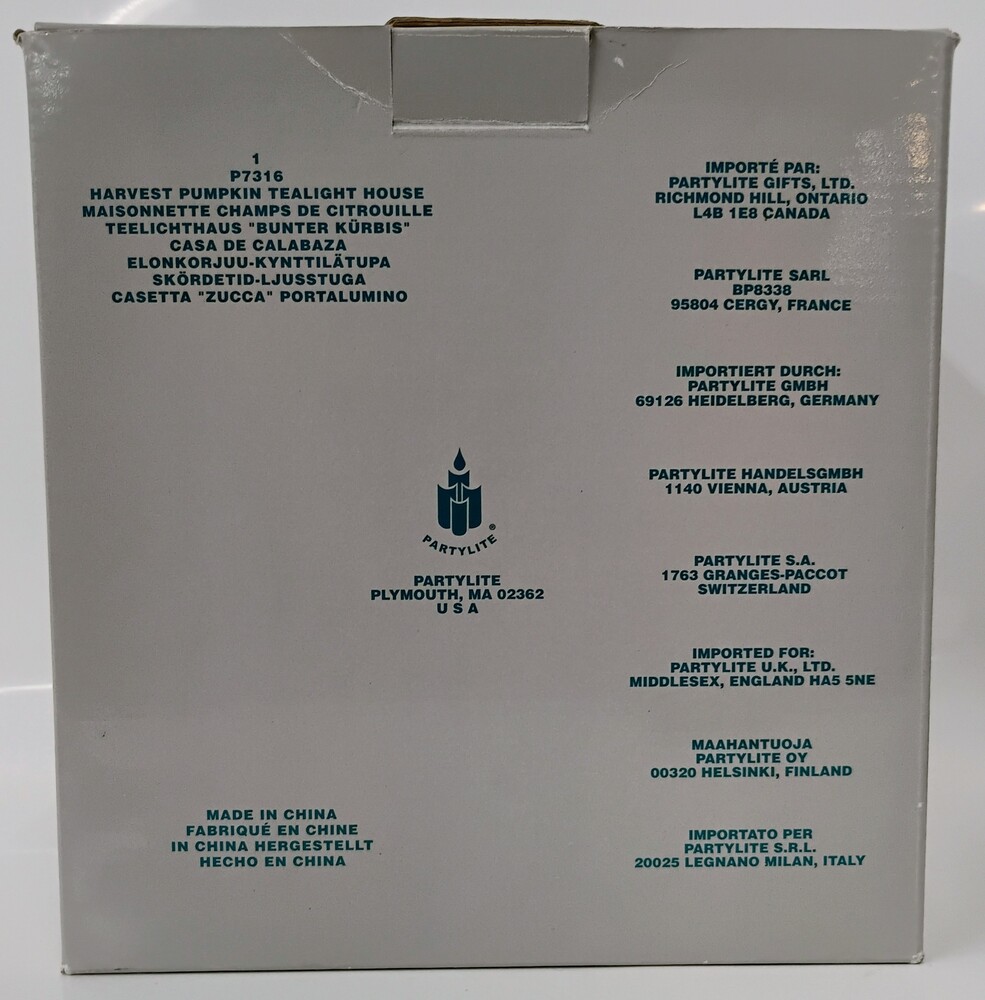 1
P7316
HARVEST PUMPKIN TEALIGHT HOUSE
MAISONNETTE CHAMPS DE CITROUILLE
TEELICHTHAUS "BUNTER KÜRBIS"
CASA DE CALABAZA
ELONKORJUU-KYNTTILÄTUPA
SKÖRDETID-LJUSSTUGA
CASETTA "ZUCCA" PORTALUMINO
IMPORTÉ PAR:
PARTYLITE GIFTS, LTD.
RICHMOND HILL, ONTARIO
L4B 1E8 CANADA
PARTYLITE SARL
BP8338
95804 CERGY, FRANCE
IMPORTIERT DURCH:
PARTYLITE GMBH
69126 HEIDELBERG, GERMANY
PARTYLITE HANDELSGMBH
1140 VIENNA, AUSTRIA
PARTYLITE S.A.
1763 GRANGES-PACCOT
SWITZERLAND
IMPORTED FOR:
PARTYLITE U.K., LTD.
MIDDLESEX, ENGLAND HA5 5NE
MAAHANTUOJA
PARTYLITE OY
00320 HELSINKI, FINLAND
IMPORTATO PER
PARTYLITE S.R.L.
20025 LEGNANO MILAN, ITALY
PARTYLITE®
PARTYLITE
PLYMOUTH, MA 02362
U S A
MADE IN CHINA
FABRIQUÉ EN CHINE
IN CHINA HERGESTELLT
HECHO EN CHINA